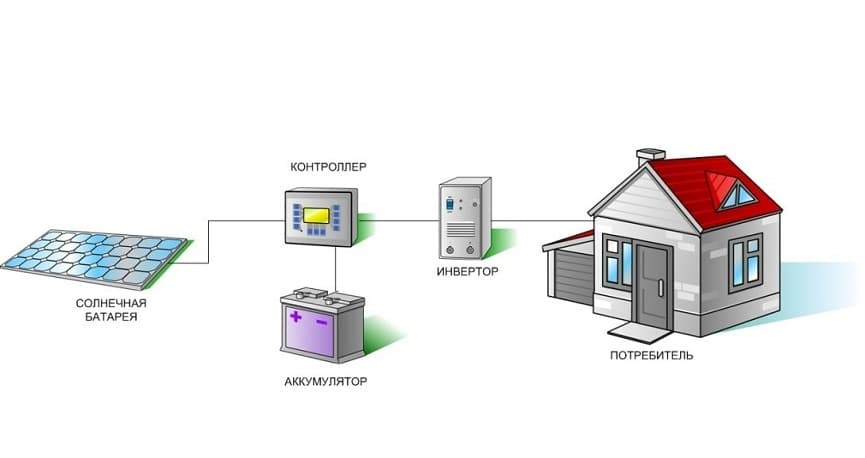 КОНТРОЛЛЕР
ИНВЕРТОР
СОЛНЕЧНАЯ
БАТАРЕЯ
ПОТРЕБИТЕЛЬ
АККУМУЛЯТОР